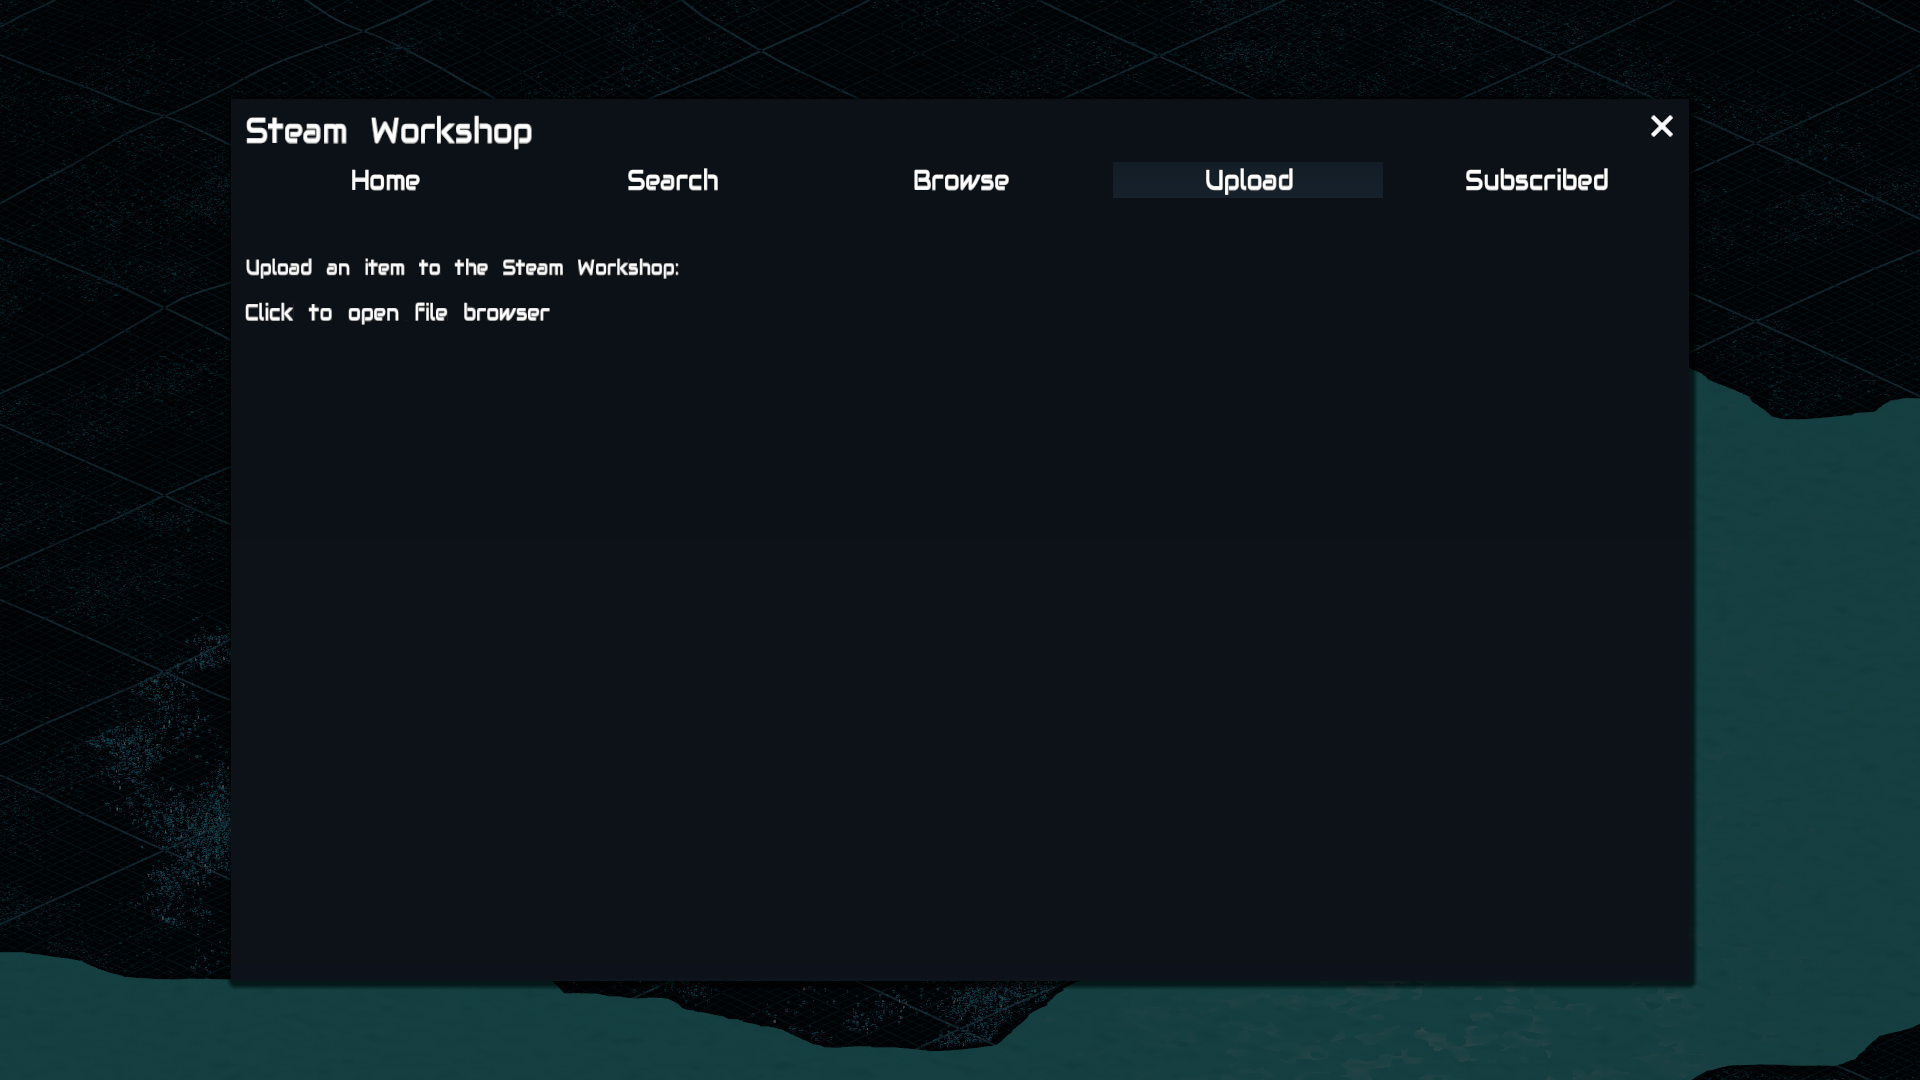 Steam Workshop
Home Search Browse Upload Subscribed
Upload an item to the Steam Workshop:
Click to open file browser